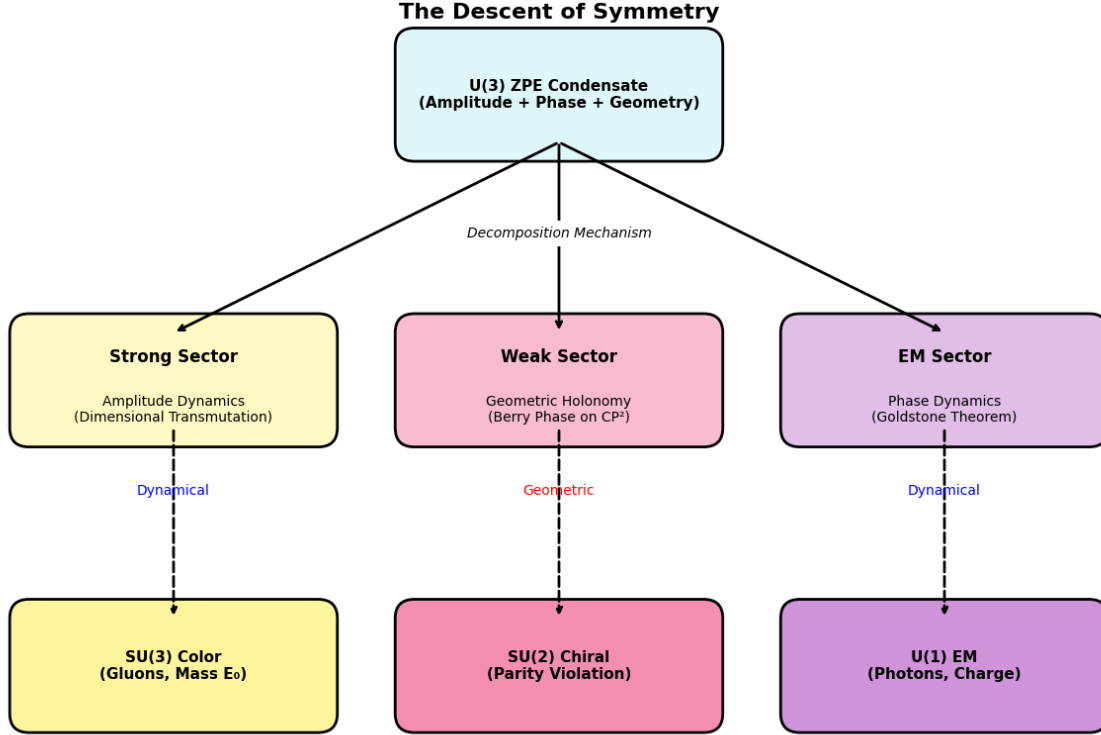 The Descent of Symmetry
U(3) ZPE Condensate
(Amplitude + Phase + Geometry)
Decomposition Mechanism
Strong Sector
Amplitude Dynamics
(Dimensional Transmutation)
Weak Sector
Geometric Holonomy
(Berry Phase on CP²)
EM Sector
Phase Dynamics
(Goldstone Theorem)
Dynamical
Geometric
Dynamical
SU(3) Color
(Gluons, Mass E₀)
SU(2) Chiral
(Parity Violation)
U(1) EM
(Photons, Charge)